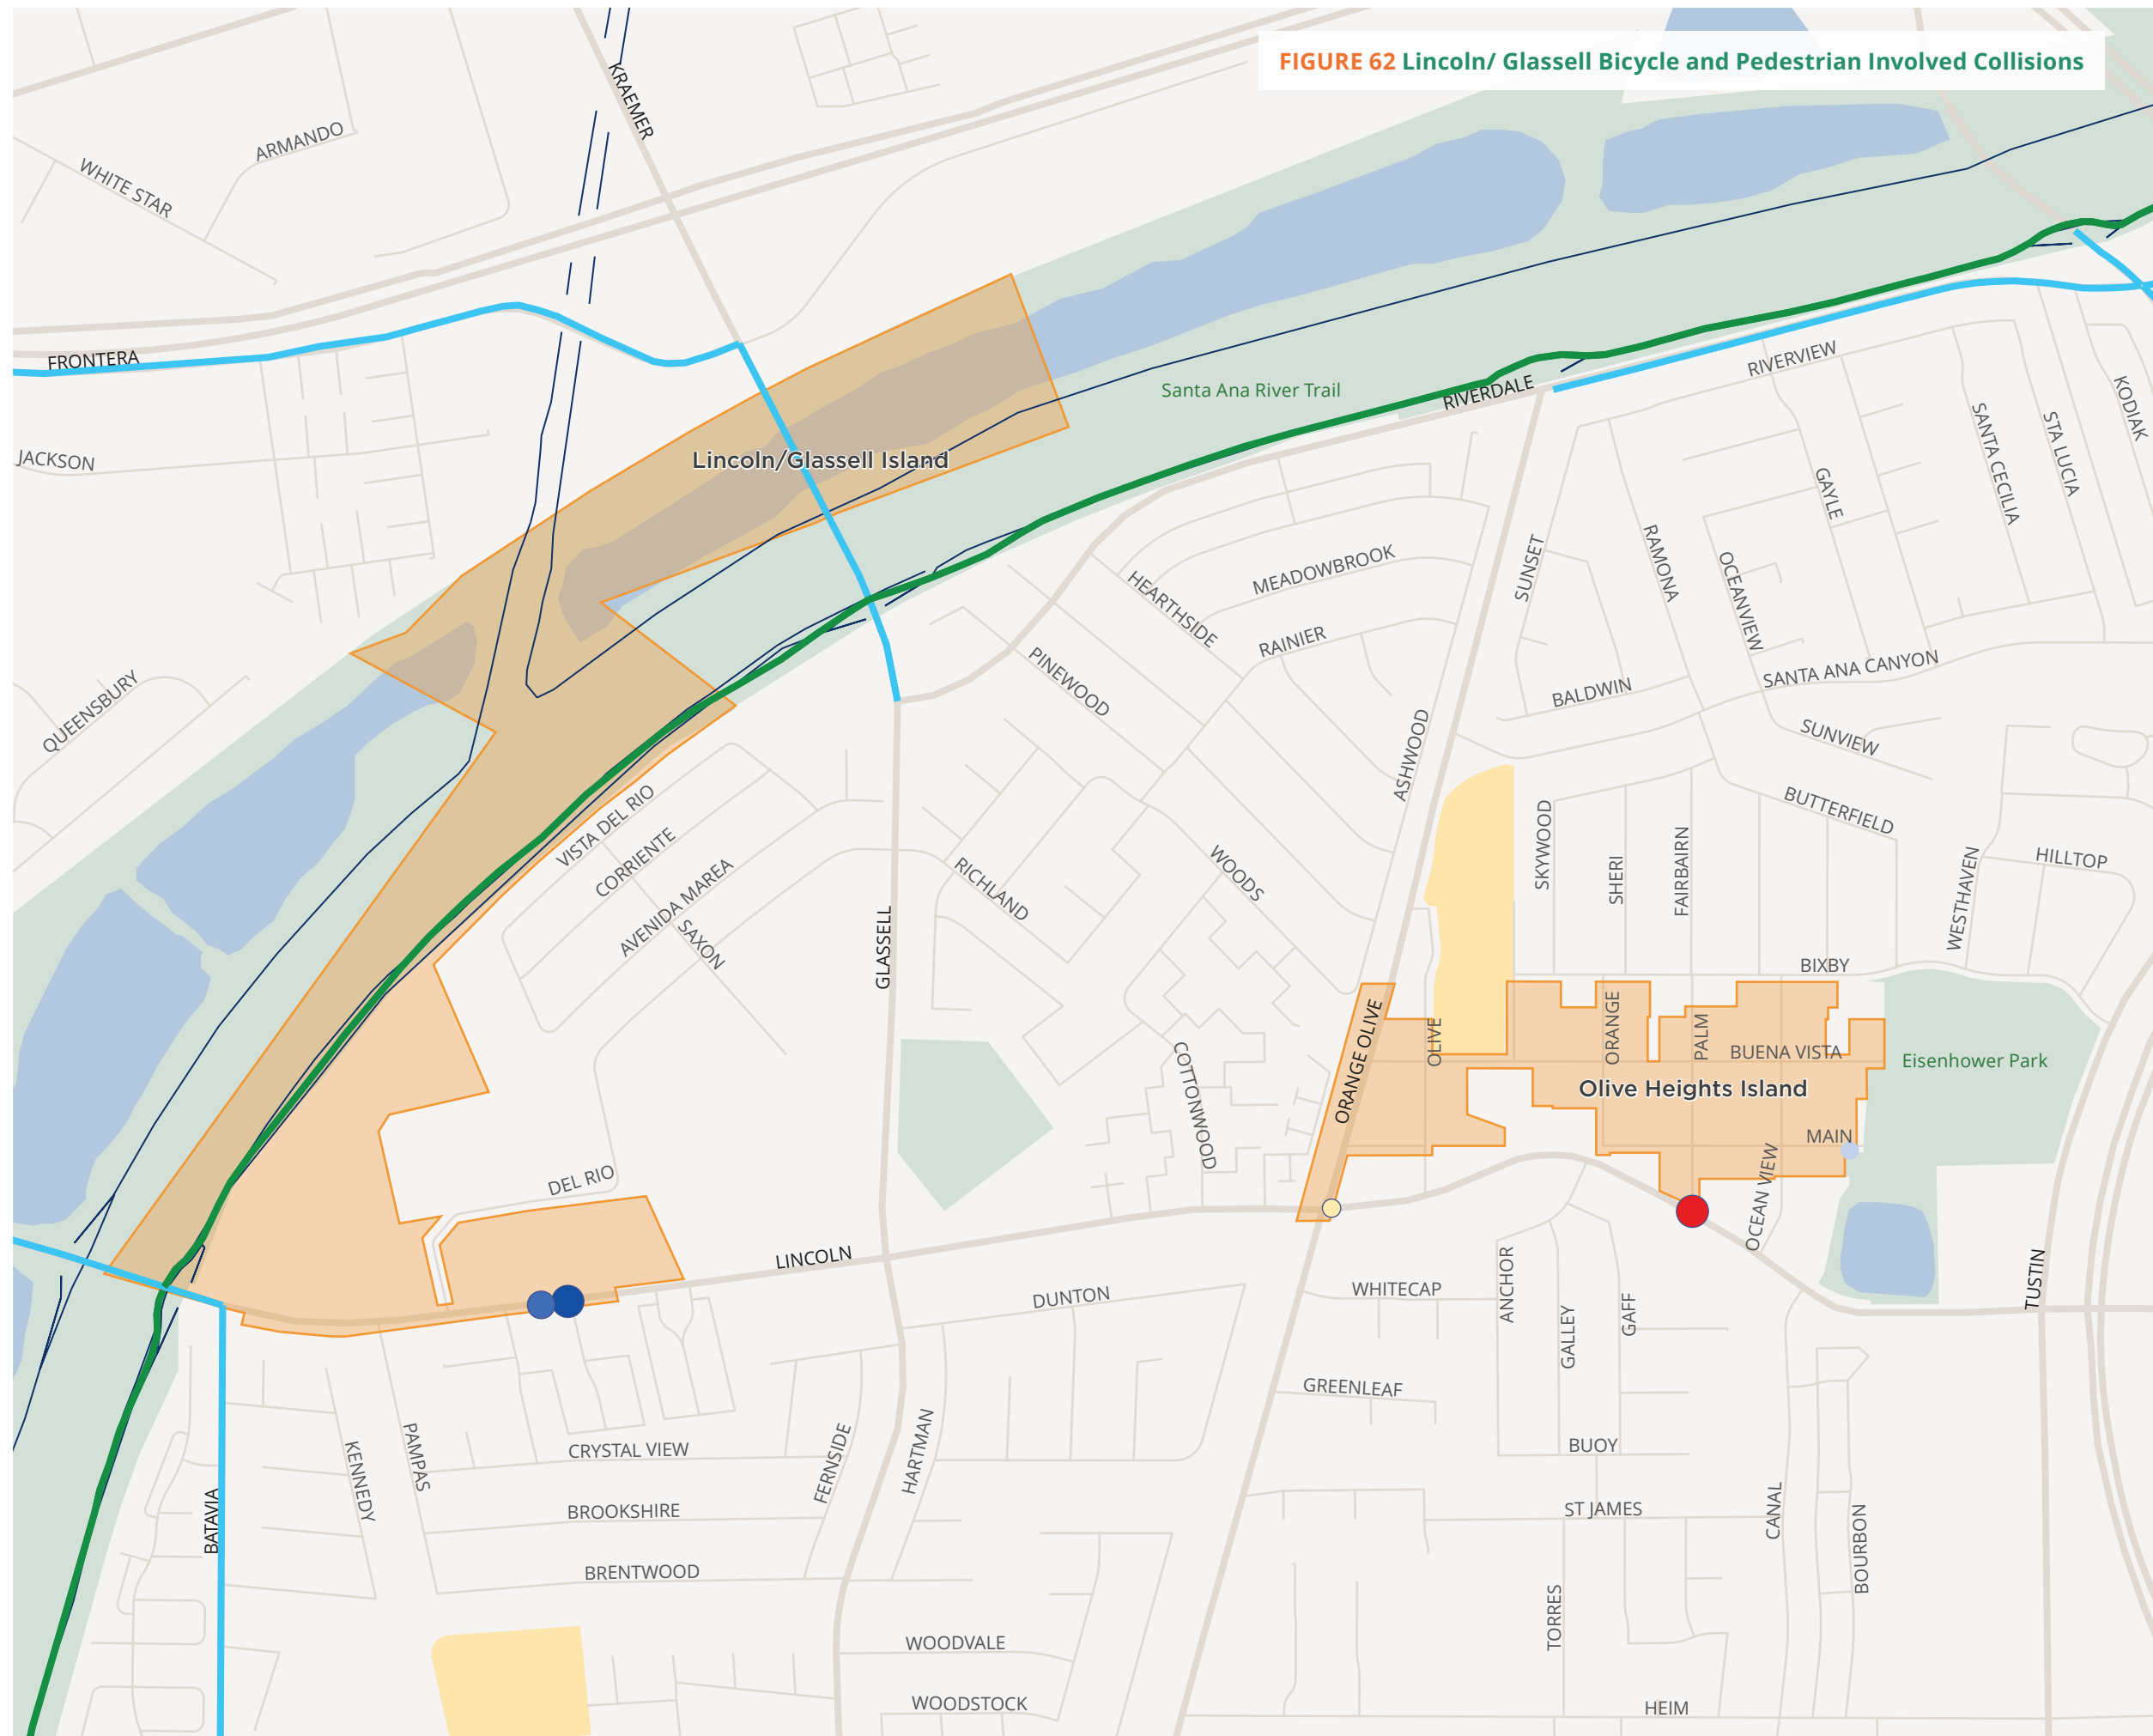 FIGURE 62 Lincoln/ Glassell Bicycle and Pedestrian Involved Collisions
KRAEMER
ARMANDO
WHITE STAR
FRONTERA
JACKSON
Santa Ana River Trail
RIVERDALE
RIVERVIEW
KODIAK
STA LUCIA
SANTA CECILIA
GAYLE
Lincoln/Glassell Island
SUNSET
RAMONA
OCEANVIEW
MEADOWBROOK
HEARTHSIDE
RAINIER
PINEWOOD
BALDWIN
SANTA ANA CANYON
QUEENSBURY
SUNVIEW
ASHWOOD
BUTTERFIELD
VISTA DEL RIO
CORRIENTE
AVENIDA MAREA
SAXON
RICHLAND
WOODS
SKYWOOD
SHERI
FAIRBAIRN
WESTHAVEN
HILLTOP
GLASSELL
BIXBY
ORANGE OLIVE
OLIVE
ORANGE
PALM
BUENA VISTA
Eisenhower Park
Olive Heights Island
COTTONWOOD
MAIN
OCEAN VIEW
DEL RIO
LINCOLN
DUNTON
WHITECAP
ANCHOR
GALLEY
GAFF
TUSTIN
GREENLEAF
KENNEDY
PAMPAS
CRYSTAL VIEW
FERNSIDE
HARTMAN
BUOY
BATAVIA
BROOKSHIRE
ST JAMES
CANAL
BOURBON
BRENTWOOD
TORRES
WOODVALE
WOODSTOCK
HEIM